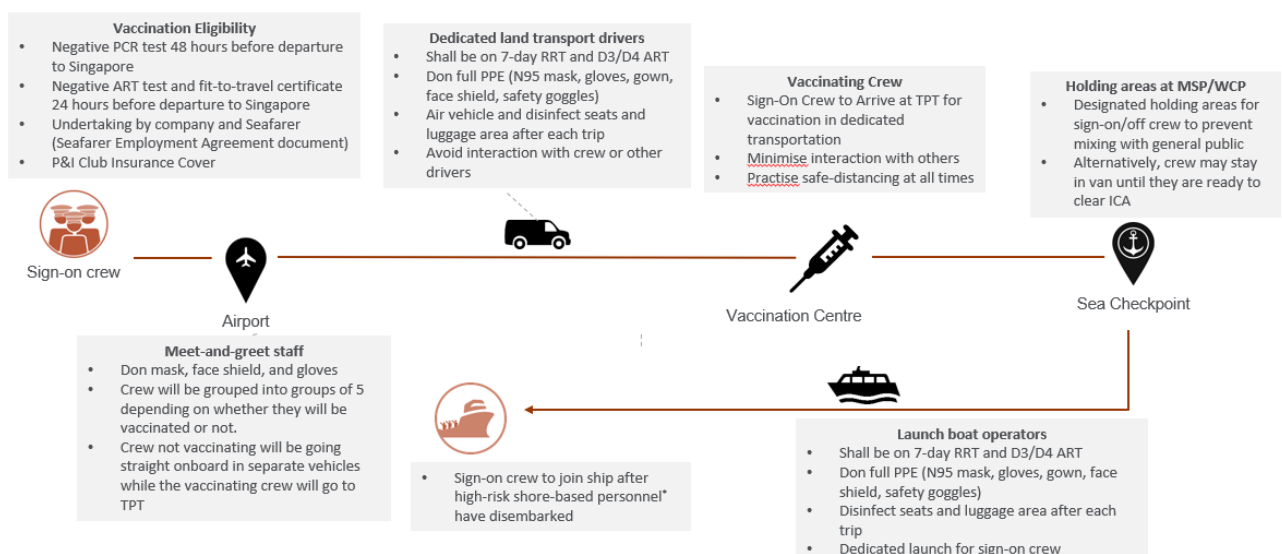 Vaccination Eligibility
• Negative PCR test 48 hours before departure
to Singapore
• Negative ART test and fit-to-travel certificate
24 hours before departure to Singapore
• Undertaking by company and Seafarer
(Seafarer Employment Agreement document)
• P&I Club Insurance Cover
Dedicated land transport drivers
• Shall be on 7-day RRT and D3/D4 ART
• Don full PPE (N95 mask, gloves, gown,
face shield, safety goggles)
• Air vehicle and disinfect seats and
luggage area after each trip
• Avoid interaction with crew or other
drivers
Vaccinating Crew
• Sign-On Crew to Arrive at TPT for
vaccination in dedicated
transportation
• Minimise interaction with others
• Practise safe-distancing at all times
Holding areas at MSP/WCP
• Designated holding areas for
sign-on/off crew to prevent
mixing with general public
• Alternatively, crew may stay
in van until they are ready to
clear ICA
Sign-on crew
Airport
Vaccination Centre
Sea Checkpoint
Meet-and-greet staff
• Don mask, face shield, and gloves
• Crew will be grouped into groups of 5
depending on whether they will be
vaccinated or not.
• Crew not vaccinating will be going
straight onboard in separate vehicles
while the vaccinating crew will go to
TPT
• Sign-on crew to join ship after
high-risk shore-based personnel*
have disembarked
Launch boat operators
• Shall be on 7-day RRT and D3/D4 ART
• Don full PPE (N95 mask, gloves, gown, face
shield, safety goggles)
• Disinfect seats and luggage area after each
trip
• Dedicated launch for sign-on crew